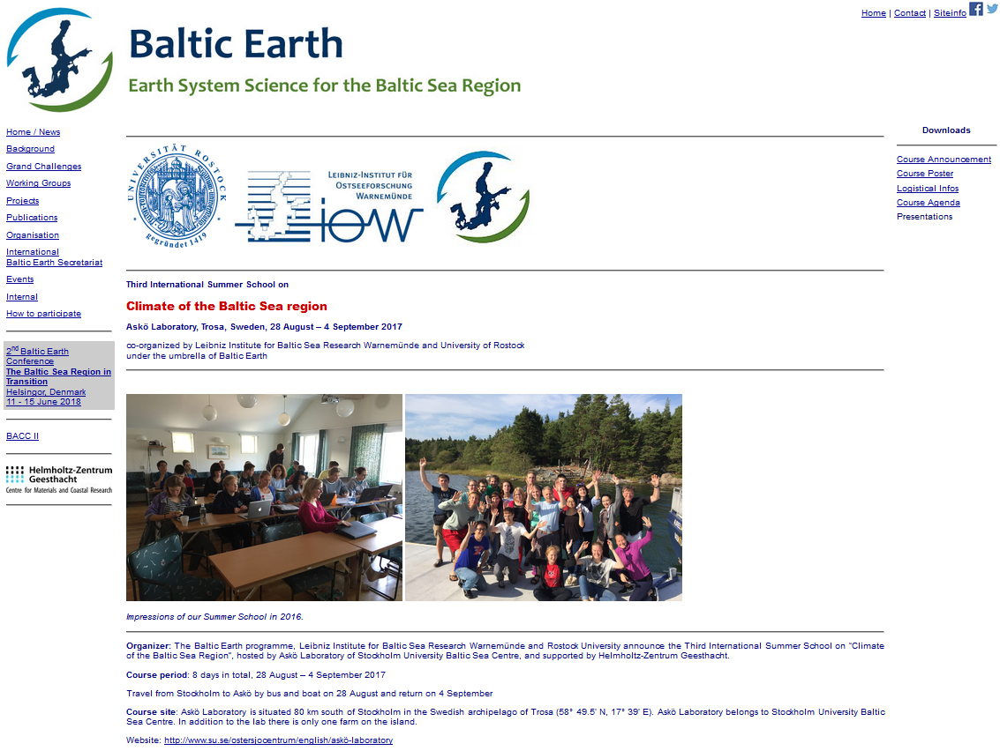 Home | Contact | Siteinfo
Baltic Earth
Earth System Science for the Baltic Sea Region
Home / News
Background
Grand Challenges
Working Groups
Projects
Publications
Organisation
International
Baltic Earth Secretariat
Events
Internal
How to participate
2nd Baltic Earth
Conference
The Baltic Sea Region in
Transition
Helsingor, Denmark
11 - 15 June 2018
BACC II
Helmholtz-Zentrum
Geesthacht
Centre for Materials and Coastal Research
UNIVERSITÄT ROSTOCK
gegründet 1419
LEIBNIZ-INSTITUT FÜR
OSTSEEFORSCHUNG
WARNEMÜNDE
iow
Third International Summer School on
Climate of the Baltic Sea region
Askö Laboratory, Trosa, Sweden, 28 August – 4 September 2017
co-organized by Leibniz Institute for Baltic Sea Research Warnemünde and University of Rostock
under the umbrella of Baltic Earth
Impressions of our Summer School in 2016.
Organizer: The Baltic Earth programme, Leibniz Institute for Baltic Sea Research Warnemünde and Rostock University announce the Third International Summer School on "Climate
of the Baltic Sea Region", hosted by Askö Laboratory of Stockholm University Baltic Sea Centre, and supported by Helmholtz-Zentrum Geesthacht.
Course period: 8 days in total, 28 August – 4 September 2017
Travel from Stockholm to Askö by bus and boat on 28 August and return on 4 September
Course site: Askö Laboratory is situated 80 km south of Stockholm in the Swedish archipelago of Trosa (58° 49.5' N, 17° 39' E). Askö Laboratory belongs to Stockholm University Baltic
Sea Centre. In addition to the lab there is only one farm on the island.
Website: http://www.su.se/ostersjocentrum/english/askö-laboratory
Downloads
Course Announcement
Course Poster
Logistical Infos
Course Agenda
Presentations